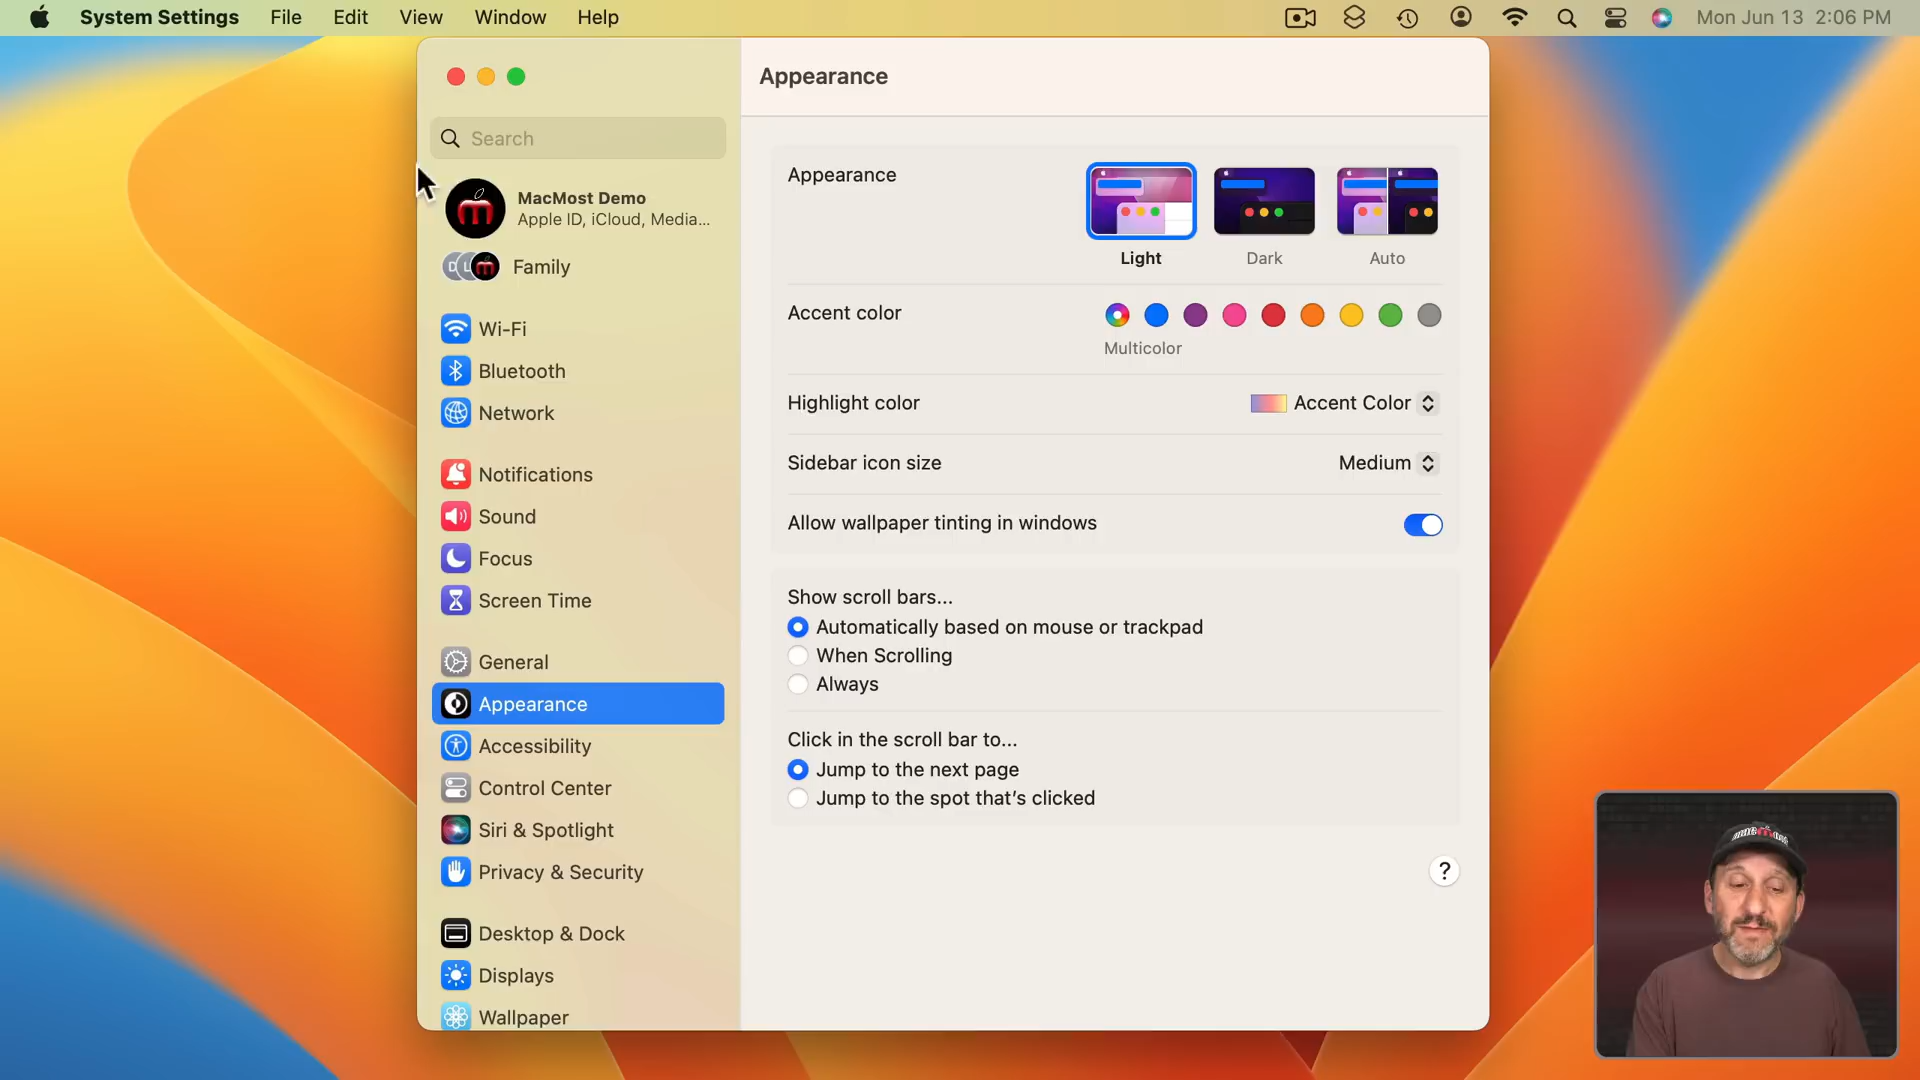 System Settings File Edit View Window Help Mon Jun 13 2:06 PM
Appearance
Search
MacMost Demo
Apple ID, iCloud, Media...
Family
Wi-Fi
Bluetooth
Network
Notifications
Sound
Focus
Screen Time
General
Appearance
Accessibility
Control Center
Siri & Spotlight
Privacy & Security
Desktop & Dock
Displays
Wallpaper
Appearance
Light Dark Auto
Accent color
Multicolor
Highlight color Accent Color
Sidebar icon size Medium
Allow wallpaper tinting in windows
Show scroll bars...
Automatically based on mouse or trackpad
When Scrolling
Always
Click in the scroll bar to...
Jump to the next page
Jump to the spot that’s clicked
?